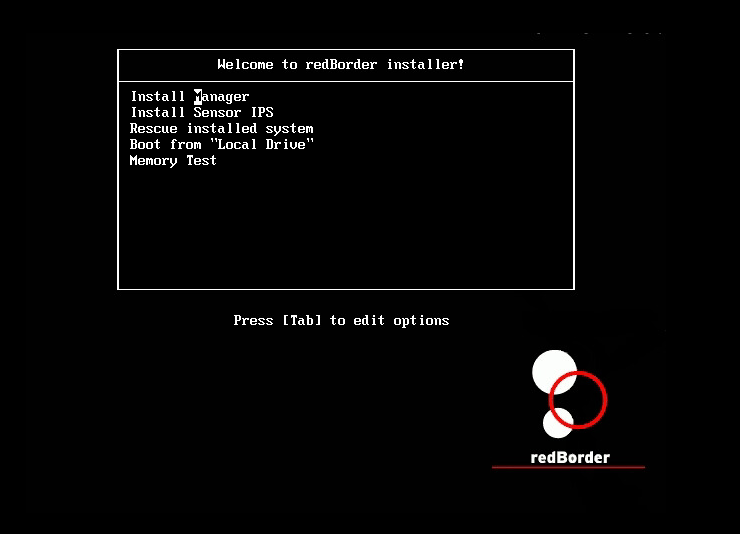 Welcome to redBorder installer!
Install Manager
Install Sensor IPS
Rescue installed system
Boot from "Local Drive"
Memory Test
Press [Tab] to edit options
redBorder